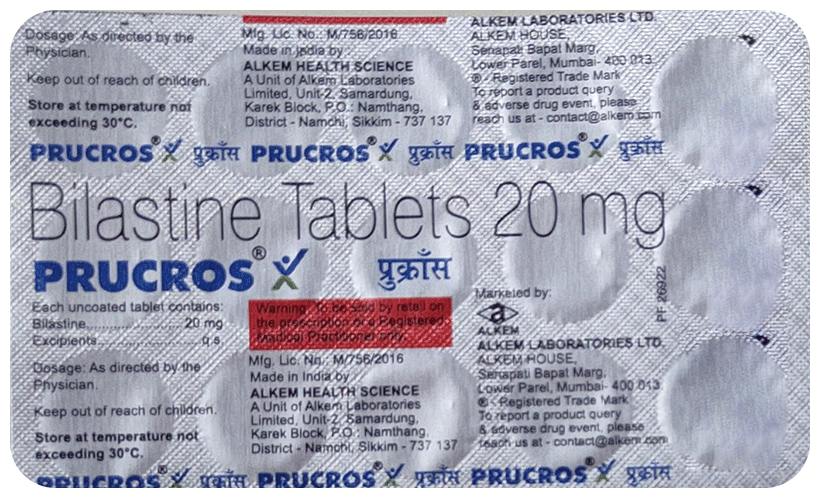 Dosage: As directed by the
Physician.
Keep out of reach of children.
Store at temperature not
exceeding 30°C.
Mfg. Lic. No.: M/756/2016
Made in India by :
ALKEM HEALTH SCIENCE
A Unit of Alkem Laboratories
Limited, Unit-2, Samardung,
Karek Block, P.O.: Namthang,
District - Namchi, Sikkim - 737 137
ALKEM LABORATORIES LTD.
ALKEM HOUSE,
Senapati Bapat Marg,
Lower Parel, Mumbai- 400 013.
® - Registered Trade Mark
To report a product query
& adverse drug event, please
reach us at - contact@alkem.com
PRUCROS® प्रुक्रॉस PRUCROS® प्रुक्रॉस PRUCROS® प्रुक्रॉस
Bilastine Tablets 20 mg
PRUCROS® प्रुक्रॉस
Each uncoated tablet contains:
Bilastine........................ 20 mg
Excipients.......................q.s.
Dosage: As directed by the
Physician.
Keep out of reach of children.
Store at temperature not
exceeding 30°C.
Warning: To be sold by retail on
the prescription of a Registered
Medical Practitioner only.
Mfg. Lic. No.: M/756/2016
Made in India by :
ALKEM HEALTH SCIENCE
A Unit of Alkem Laboratories
Limited, Unit-2, Samardung,
Karek Block, P.O.: Namthang,
District - Namchi, Sikkim - 737 137
Marketed by:
ALKEM
ALKEM LABORATORIES LTD.
ALKEM HOUSE,
Senapati Bapat Marg,
Lower Parel, Mumbai- 400 013.
® - Registered Trade Mark
To report a product query
& adverse drug event, please
reach us at - contact@alkem.com
PF 26922
PRUCROS® प्रुक्रॉस PRUCROS® प्रुक्रॉस PRUCROS® प्रुक्रॉस